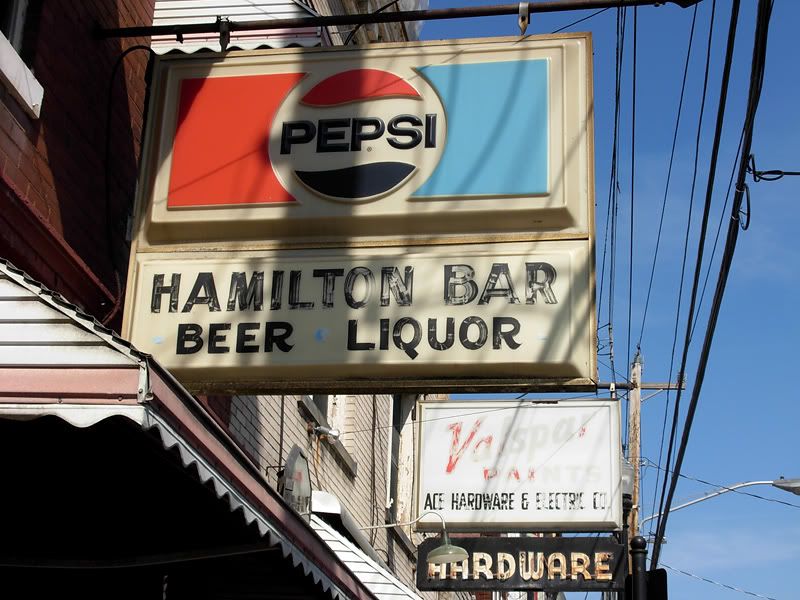 PEPSI
HAMILTON BAR
BEER LIQUOR
Valspar
PAINTS
ACE HARDWARE & ELECTRIC CO.
HARDWARE